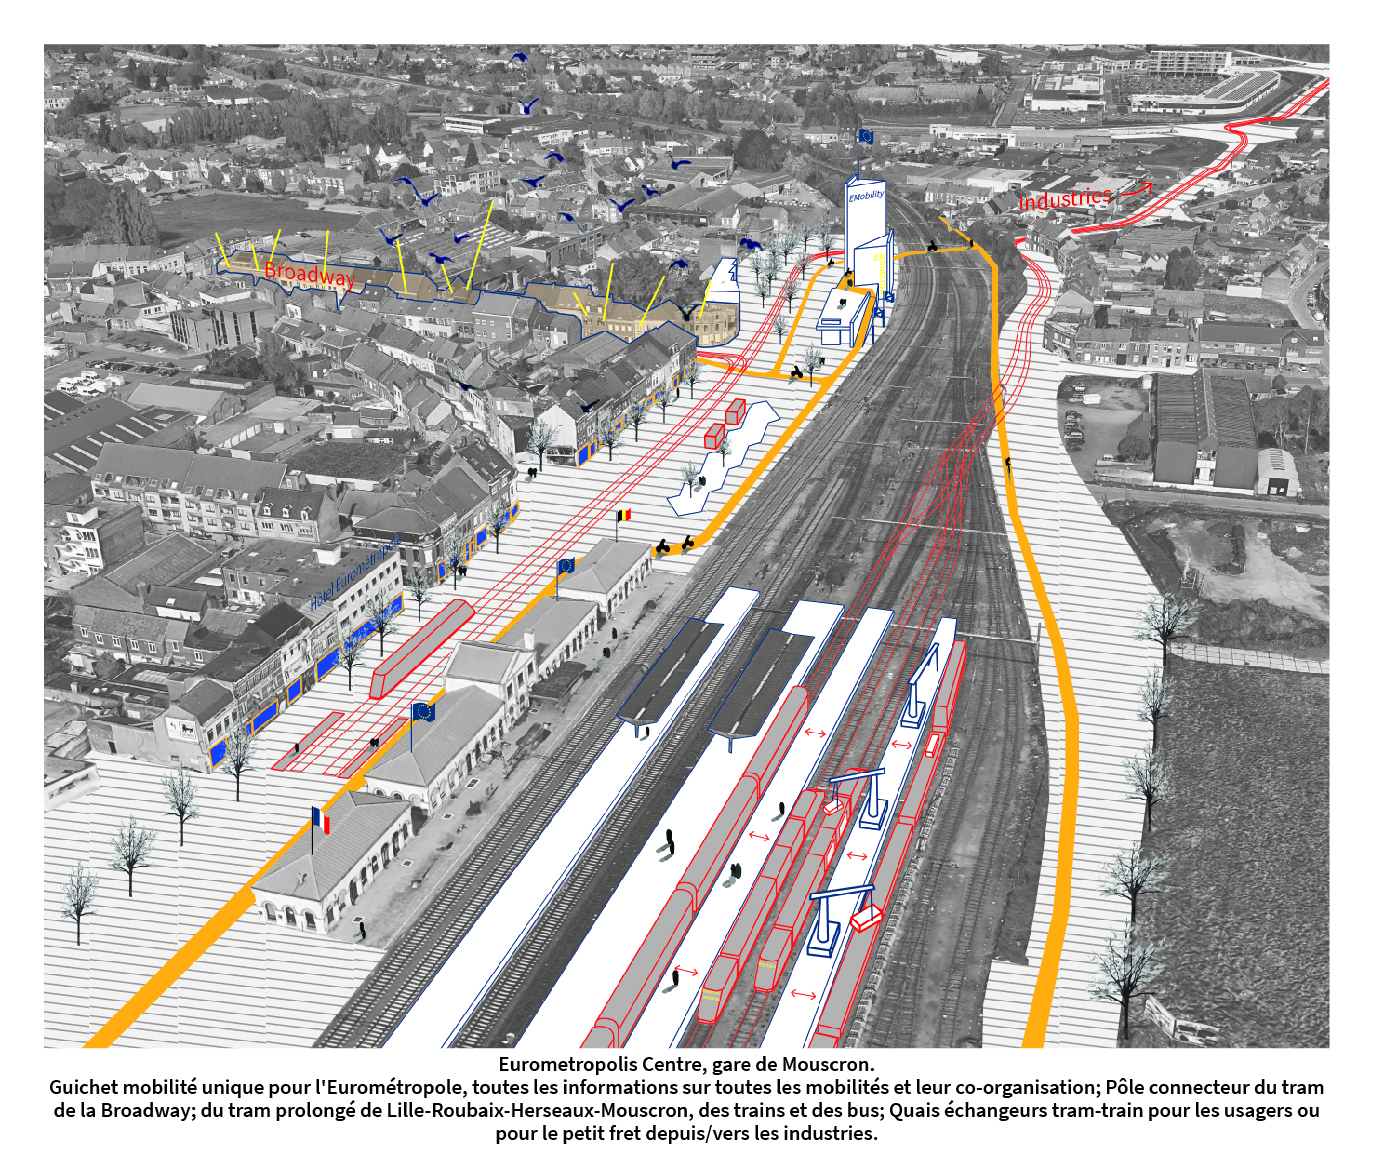 EMobility
Industries
Broadway
Hôtel Eurométropole
Eurometropolis Centre, gare de Mouscron.
Guichet mobilité unique pour l'Eurométropole, toutes les informations sur toutes les mobilités et leur co-organisation; Pôle connecteur du tram
de la Broadway; du tram prolongé de Lille-Roubaix-Herseaux-Mouscron, des trains et des bus; Quais échangeurs tram-train pour les usagers ou
pour le petit fret depuis/vers les industries.